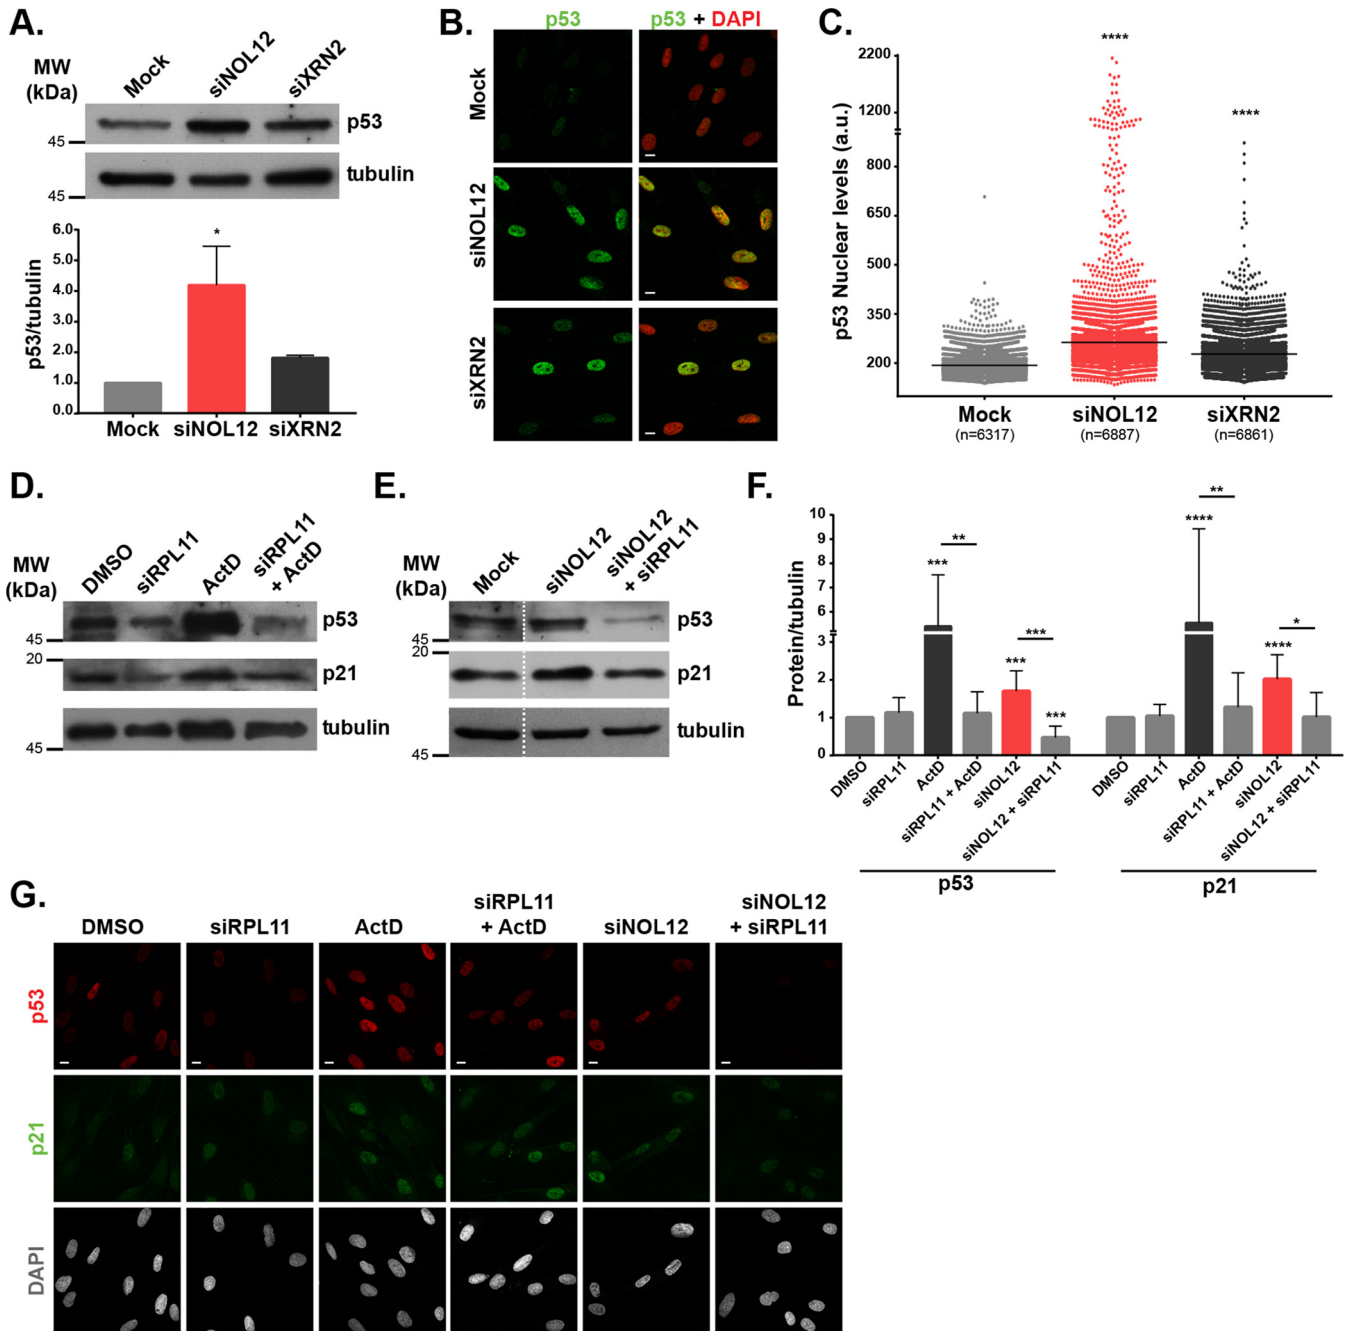 A.
MW
(kDa)
Mock
siNOL12
siXRN2
p53
45
tubulin
45
6.0
5.0
4.0
3.0
2.0
1.0
0.0
p53/tubulin
*
Mock
siNOL12
siXRN2
B.
p53
p53 + DAPI
Mock
siNOL12
siXRN2
C.
p53 Nuclear levels (a.u.)
2200
1200
800
650
500
350
200
****
****
Mock
(n=6317)
siNOL12
(n=6887)
siXRN2
(n=6861)
D.
MW
(kDa)
DMSO
siRPL11
ActD
siRPL11
+ ActD
p53
45
20
p21
tubulin
45
E.
MW
(kDa)
Mock
siNOL12
siNOL12
+ siRPL11
p53
45
20
p21
tubulin
45
F.
Protein/tubulin
10
9
8
7
6
3
2
1
0
***
**
***
***
***
****
**
****
*
DMSO
siRPL11
ActD
siRPL11 + ActD
siNOL12
siNOL12 + siRPL11
DMSO
siRPL11
ActD
siRPL11 + ActD
siNOL12
siNOL12 + siRPL11
p53
p21
G.
DMSO
siRPL11
ActD
siRPL11
+ ActD
siNOL12
siNOL12
+ siRPL11
p53
p21
DAPI